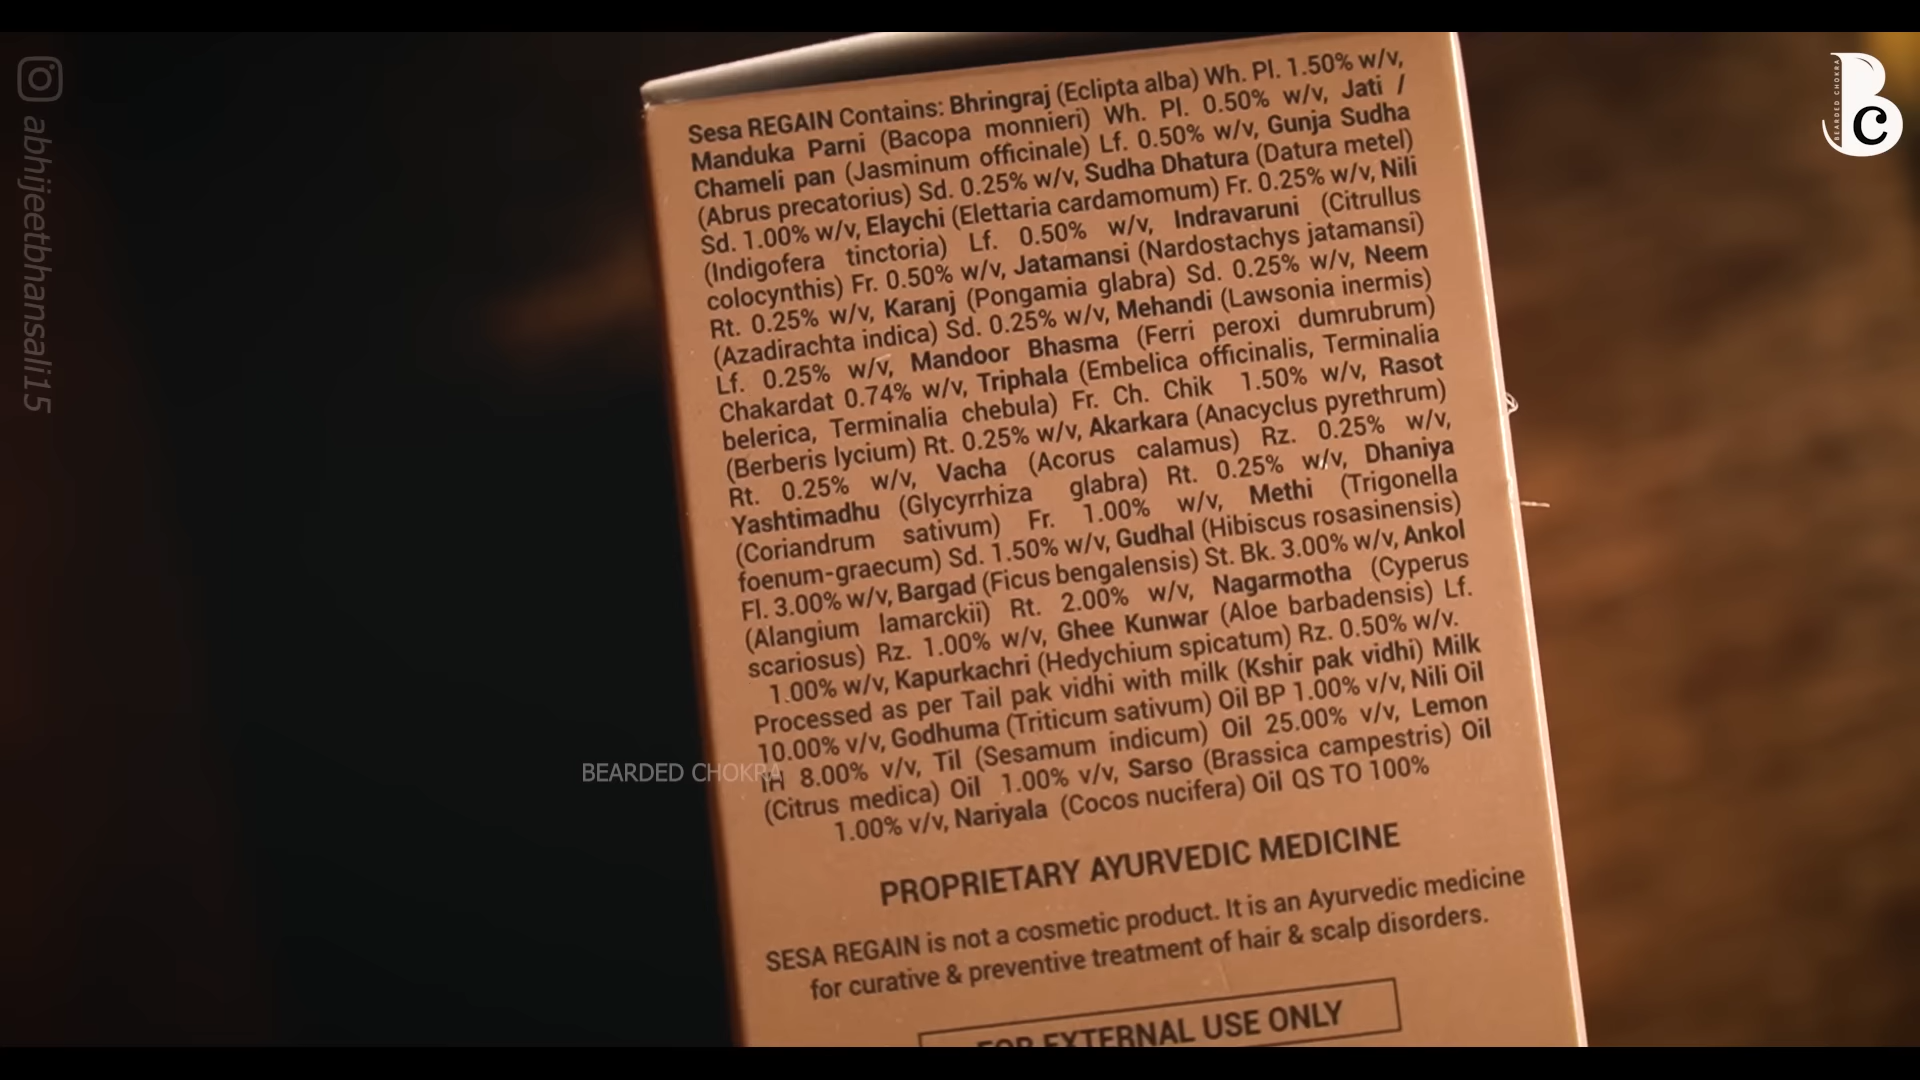 Sesa REGAIN Contains: Bhringraj (Eclipta alba) Wh. Pl. 1.50% w/v,
Manduka Parni (Bacopa monnieri) Wh. Pl. 0.50% w/v, Jati /
Chameli pan (Jasminum officinale) Lf. 0.50% w/v, Gunja Sudha
(Abrus precatorius) Sd. 0.25% w/v, Sudha Dhatura (Datura metel)
Sd. 1.00% w/v, Elaychi (Elettaria cardamomum) Fr. 0.25% w/v, Nili
(Indigofera tinctoria) Lf. 0.50% w/v, Indravaruni (Citrullus
colocynthis) Fr. 0.50% w/v, Jatamansi (Nardostachys jatamansi)
Rt. 0.25% w/v, Karanj (Pongamia glabra) Sd. 0.25% w/v, Neem
(Azadirachta indica) Sd. 0.25% w/v, Mehandi (Lawsonia inermis)
Lf. 0.25% w/v, Mandoor Bhasma (Ferri peroxi dumrubrum)
Chakardat 0.74% w/v, Triphala (Embelica officinalis, Terminalia
belerica, Terminalia chebula) Fr. Ch. Chik 1.50% w/v, Rasot
(Berberis lycium) Rt. 0.25% w/v, Akarkara (Anacyclus pyrethrum)
Rt. 0.25% w/v, Vacha (Acorus calamus) Rz. 0.25% w/v,
Yashtimadhu (Glycyrrhiza glabra) Rt. 0.25% w/v, Dhaniya
(Coriandrum sativum) Fr. 1.00% w/v, Methi (Trigonella
foenum-graecum) Sd. 1.50% w/v, Gudhal (Hibiscus rosasinensis)
Fl. 3.00% w/v, Bargad (Ficus bengalensis) St. Bk. 3.00% w/v, Ankol
(Alangium lamarckii) Rt. 2.00% w/v, Nagarmotha (Cyperus
scariosus) Rz. 1.00% w/v, Ghee Kunwar (Aloe barbadensis) Lf.
1.00% w/v, Kapurkachri (Hedychium spicatum) Rz. 0.50% w/v.
Processed as per Tail pak vidhi with milk (Kshir pak vidhi) Milk
10.00% v/v, Godhuma (Triticum sativum) Oil BP 1.00% v/v, Nili Oil
IH 8.00% v/v, Til (Sesamum indicum) Oil 25.00% v/v, Lemon
(Citrus medica) Oil 1.00% v/v, Sarso (Brassica campestris) Oil
1.00% v/v, Nariyala (Cocos nucifera) Oil QS TO 100%
PROPRIETARY AYURVEDIC MEDICINE
SESA REGAIN is not a cosmetic product. It is an Ayurvedic medicine
for curative & preventive treatment of hair & scalp disorders.
FOR EXTERNAL USE ONLY
abhijeetbhansali15
BEARDED CHOKRA
BEARDED CHOKRA
BC